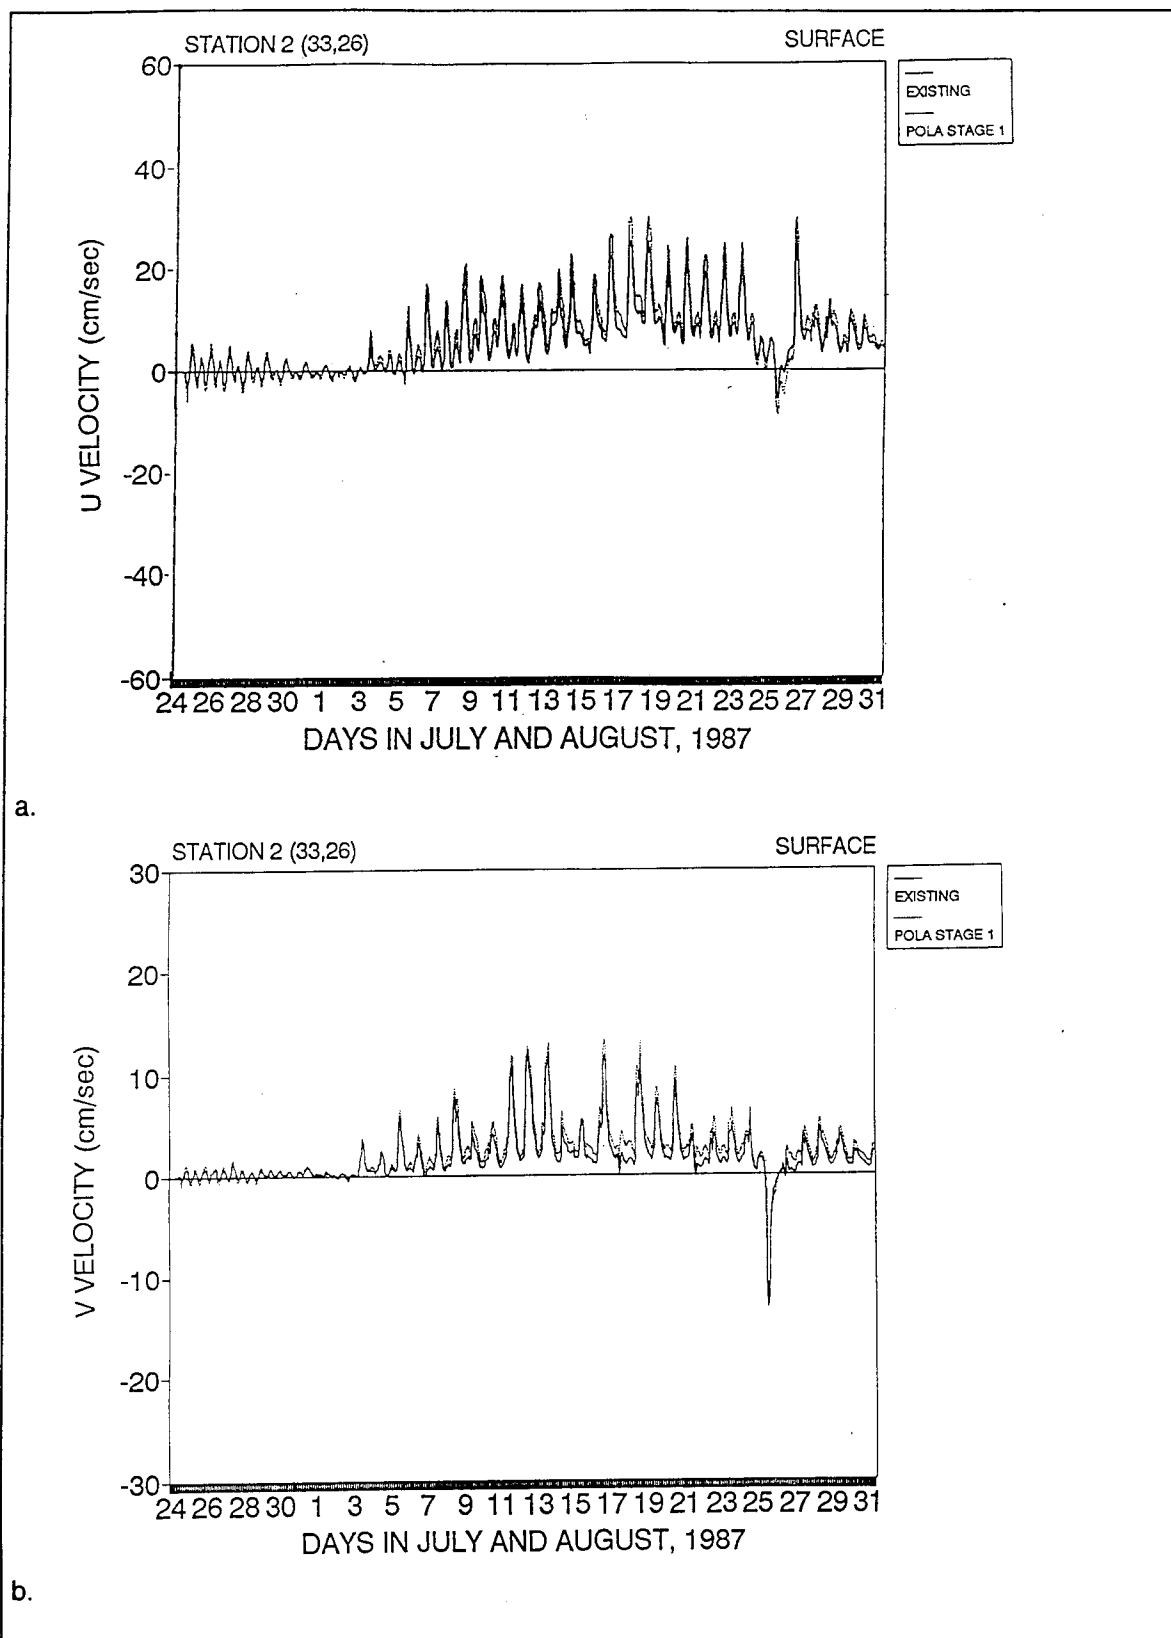 STATION 2 (33,26) SURFACE
EXISTING
POLA STAGE 1
60
40
20
0
-20
-40
-60
U VELOCITY (cm/sec)
24 26 28 30 1 3 5 7 9 11 13 15 17 19 21 23 25 27 29 31
DAYS IN JULY AND AUGUST, 1987
a.
STATION 2 (33,26) SURFACE
EXISTING
POLA STAGE 1
30
20
10
0
-10
-20
-30
V VELOCITY (cm/sec)
24 26 28 30 1 3 5 7 9 11 13 15 17 19 21 23 25 27 29 31
DAYS IN JULY AND AUGUST, 1987
b.